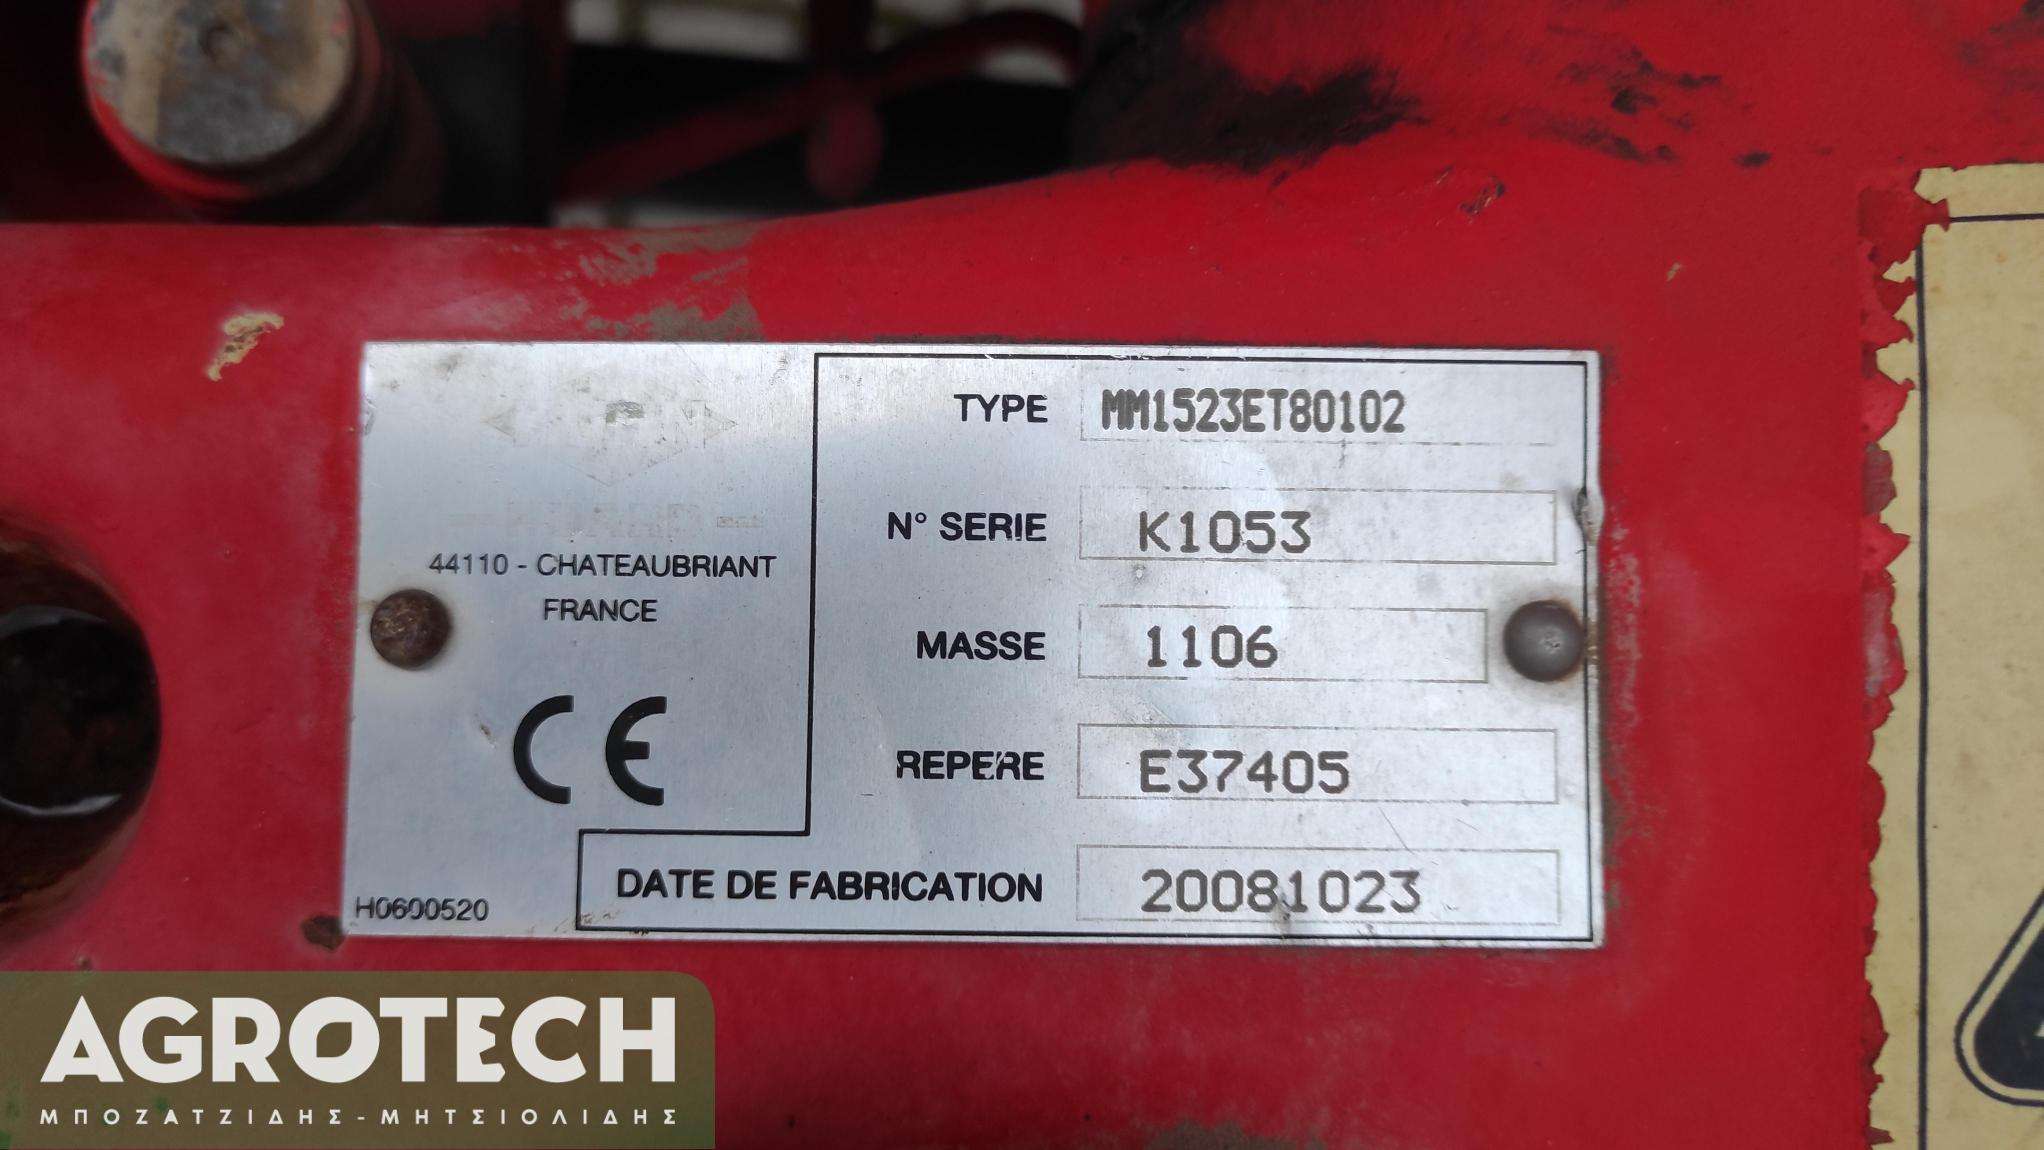 44110 - CHATEAUBRIANT
FRANCE
CE
H0600520
TYPE MM1523ET80102
N° SERIE K1053
MASSE 1106
REPERE E37405
DATE DE FABRICATION 20081023
AGROTECH
ΜΠΟΖΑΤΖΙΔΗΣ-ΜΗΤΣΙΟΛΙΔΗΣ